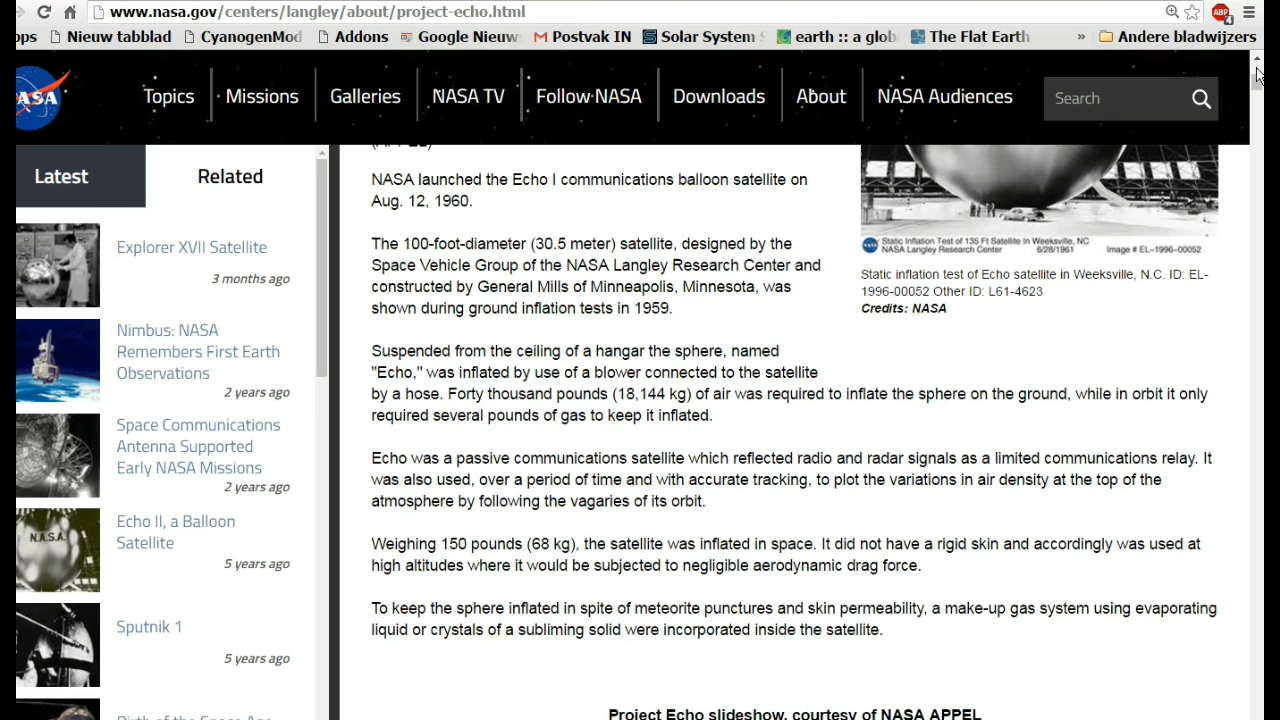 www.nasa.gov/centers/langley/about/project-echo.html
ops Nieuw tabblad CyanogenMod Addons Google Nieuws Postvak IN Solar System S earth :: a glob The Flat Earth » Andere bladwijzers
ASA Topics Missions Galleries NASA TV Follow NASA Downloads About NASA Audiences Search
Latest Related
Explorer XVII Satellite
3 months ago
Nimbus: NASA
Remembers First Earth
Observations
2 years ago
Space Communications
Antenna Supported
Early NASA Missions
2 years ago
N.A.S.A.
Echo II, a Balloon
Satellite
5 years ago
Sputnik 1
5 years ago
Birth of the Space Age
NASA launched the Echo I communications balloon satellite on
Aug. 12, 1960.
The 100-foot-diameter (30.5 meter) satellite, designed by the
Space Vehicle Group of the NASA Langley Research Center and
constructed by General Mills of Minneapolis, Minnesota, was
shown during ground inflation tests in 1959.
Suspended from the ceiling of a hangar the sphere, named
"Echo," was inflated by use of a blower connected to the satellite
by a hose. Forty thousand pounds (18,144 kg) of air was required to inflate the sphere on the ground, while in orbit it only
required several pounds of gas to keep it inflated.
Echo was a passive communications satellite which reflected radio and radar signals as a limited communications relay. It
was also used, over a period of time and with accurate tracking, to plot the variations in air density at the top of the
atmosphere by following the vagaries of its orbit.
Weighing 150 pounds (68 kg), the satellite was inflated in space. It did not have a rigid skin and accordingly was used at
high altitudes where it would be subjected to negligible aerodynamic drag force.
To keep the sphere inflated in spite of meteorite punctures and skin permeability, a make-up gas system using evaporating
liquid or crystals of a subliming solid were incorporated inside the satellite.
Project Echo slideshow, courtesy of NASA APPEL
Static Inflation Test of 135 Ft Satellite In Weeksville, NC
NASA Langley Research Center 6/28/1961 Image # EL-1996-00052
Static inflation test of Echo satellite in Weeksville, N.C. ID: EL-
1996-00052 Other ID: L61-4623
Credits: NASA